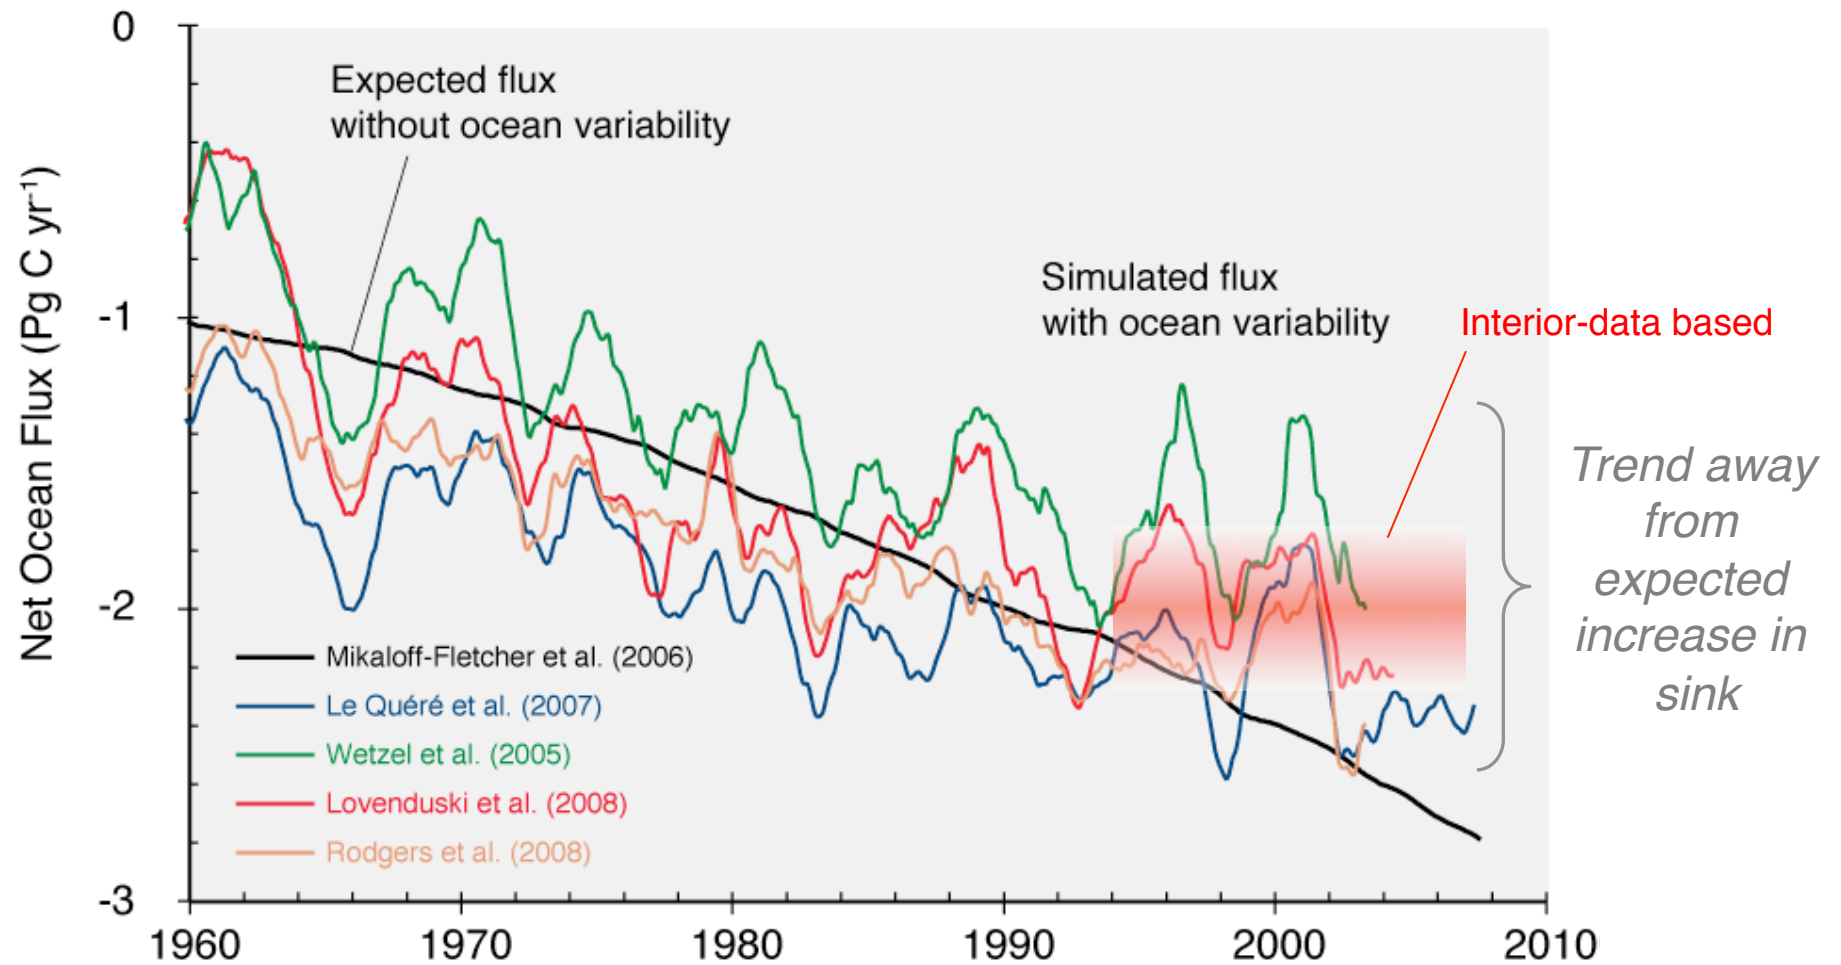 0
-1
-2
-3
Net Ocean Flux (Pg C yr⁻¹)
Expected flux
without ocean variability
Simulated flux
with ocean variability
Interior-data based
Trend away
from
expected
increase in
sink
Mikaloff-Fletcher et al. (2006)
Le Quéré et al. (2007)
Wetzel et al. (2005)
Lovenduski et al. (2008)
Rodgers et al. (2008)
1960 1970 1980 1990 2000 2010